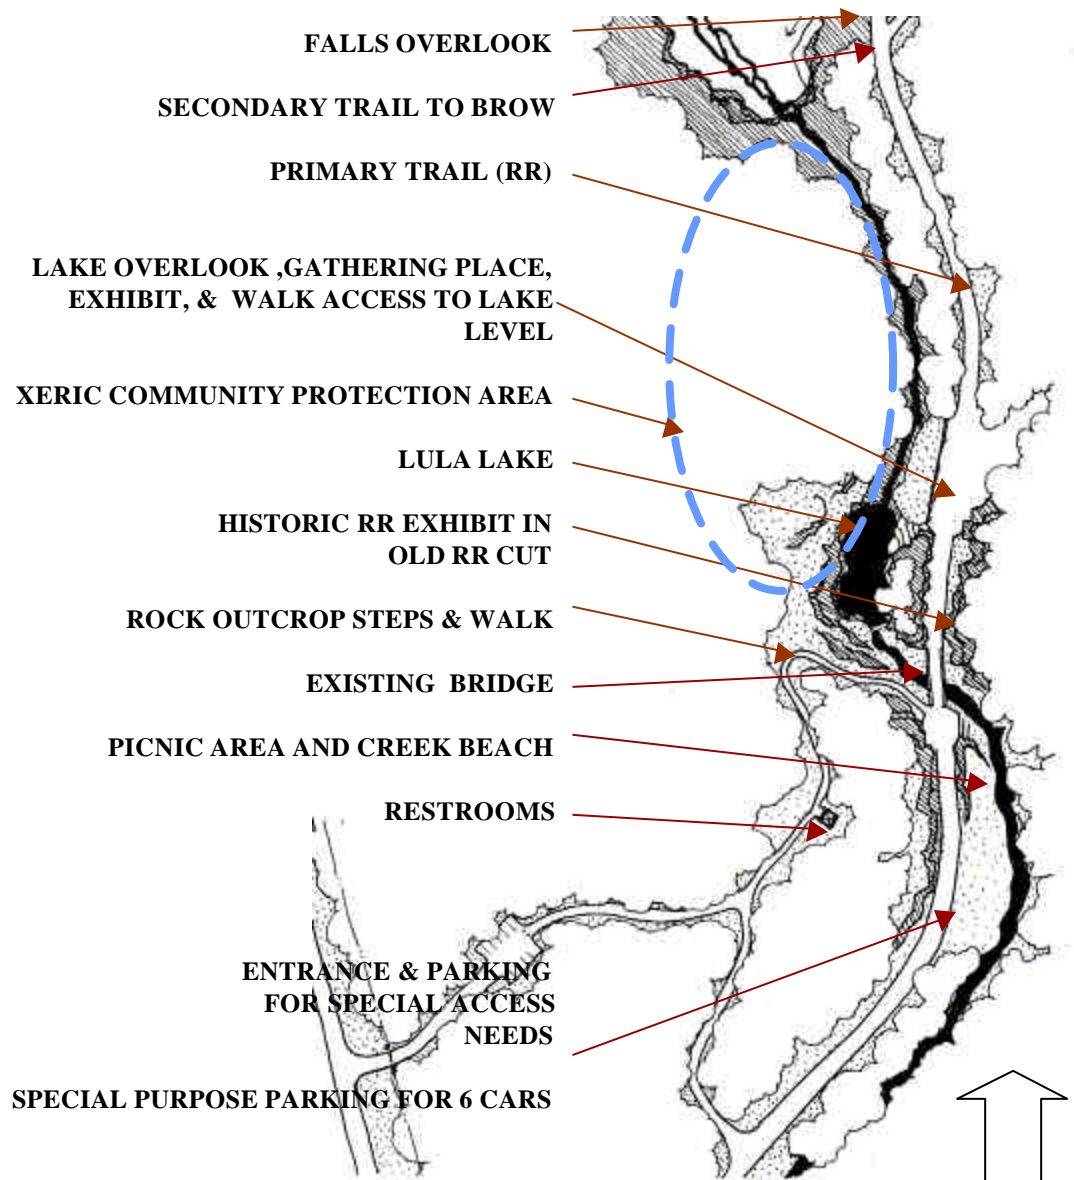 FALLS OVERLOOK
SECONDARY TRAIL TO BROW
PRIMARY TRAIL (RR)
LAKE OVERLOOK ,GATHERING PLACE,
EXHIBIT, & WALK ACCESS TO LAKE
LEVEL
XERIC COMMUNITY PROTECTION AREA
LULA LAKE
HISTORIC RR EXHIBIT IN
OLD RR CUT
ROCK OUTCROP STEPS & WALK
EXISTING BRIDGE
PICNIC AREA AND CREEK BEACH
RESTROOMS
ENTRANCE & PARKING
FOR SPECIAL ACCESS
NEEDS
SPECIAL PURPOSE PARKING FOR 6 CARS